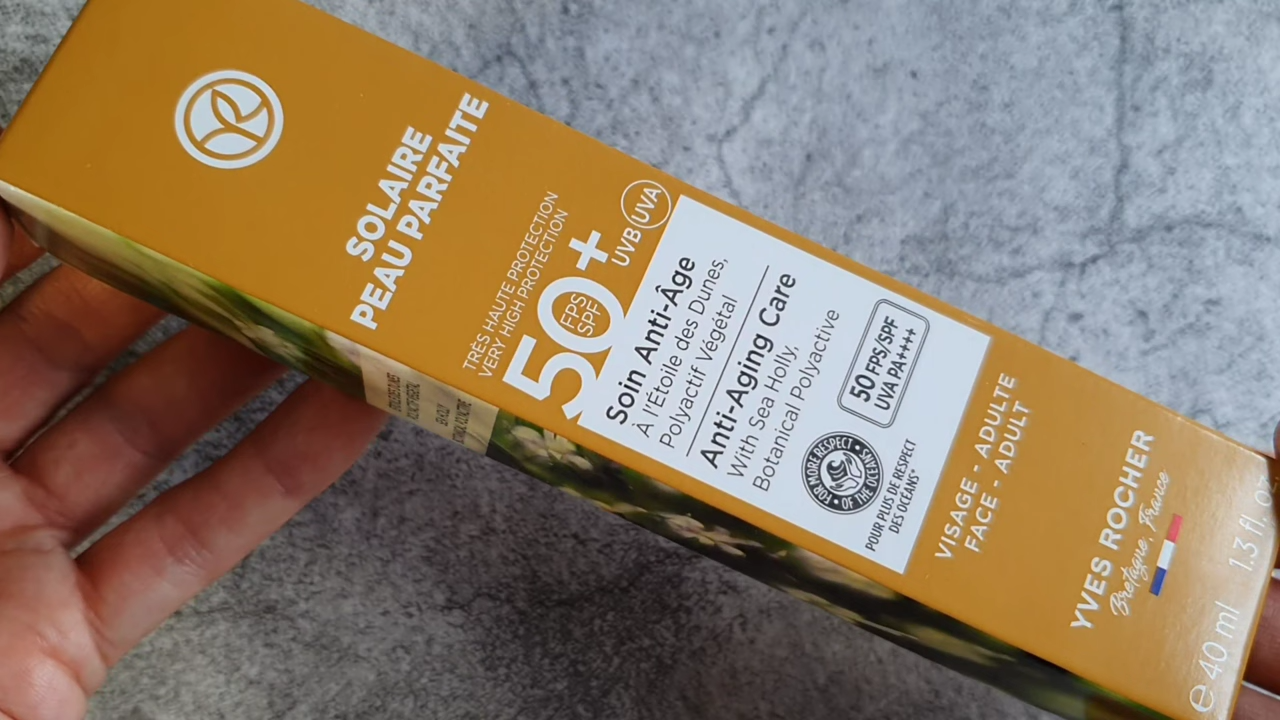 SOLAIRE
PEAU PARFAITE
TRÈS HAUTE PROTECTION
VERY HIGH PROTECTION
50+
FPS
SPF
UVB UVA
Soin Anti-Âge
À l'Étoile des Dunes,
Polyactif Végétal
Anti-Aging Care
With Sea Holly,
Botanical Polyactive
50 FPS/SPF
UVA PA++++
FOR MORE RESPECT
• OF THE OCEANS •
POUR PLUS DE RESPECT
DES OCÉANS*
VISAGE - ADULTE
FACE - ADULT
YVES ROCHER
Bretagne, France
e 40 ml 1.3 fl. oz